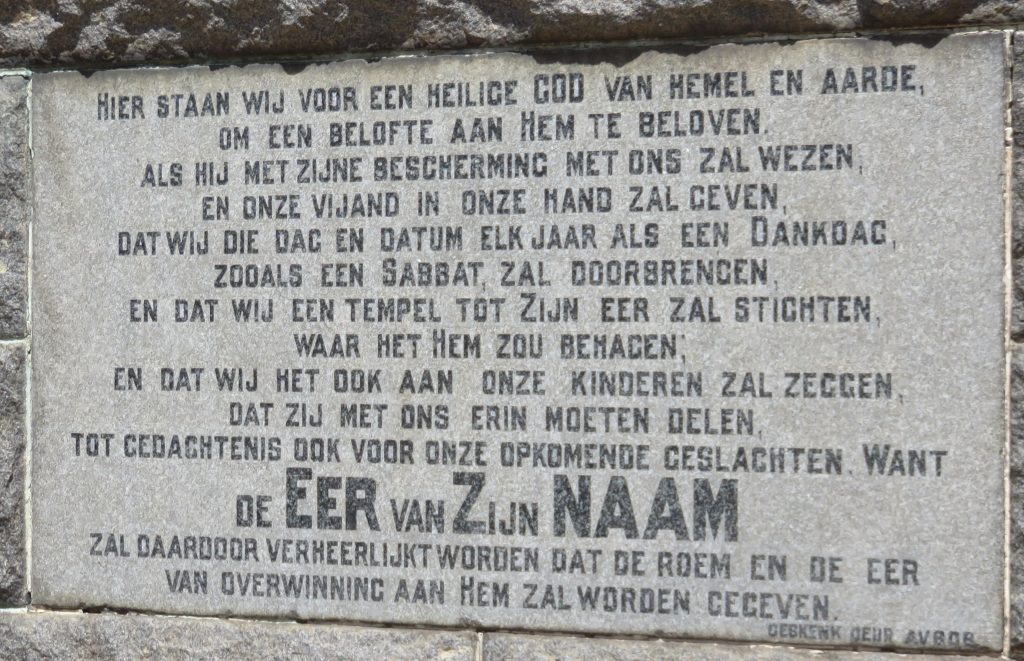 HIER STAAN WIJ VOOR EEN HEILIGE GOD VAN HEMEL EN AARDE,
OM EEN BELOFTE AAN HEM TE BELOVEN.
ALS HIJ MET ZIJNE BESCHERMING MET ONS ZAL WEZEN,
EN ONZE VIJAND IN ONZE HAND ZAL GEVEN,
DAT WIJ DIE DAG EN DATUM ELK JAAR ALS EEN DANKDAG,
ZOOALS EEN SABBAT, ZAL DOORBRENGEN,
EN DAT WIJ EEN TEMPEL TOT ZIJN EER ZAL STICHTEN,
WAAR HET HEM ZOU BEHAGEN;
EN DAT WIJ HET OOK AAN ONZE KINDEREN ZAL ZEGGEN,
DAT ZIJ MET ONS ERIN MOETEN DELEN,
TOT GEDACHTENIS OOK VOOR ONZE OPKOMENDE GESLACHTEN. WANT
DE EER VAN ZIJN NAAM
ZAL DAARDOOR VERHEERLIJKT WORDEN DAT DE ROEM EN DE EER
VAN OVERWINNING AAN HEM ZAL WORDEN GEGEVEN.
GESKENK DEUR AVBOB